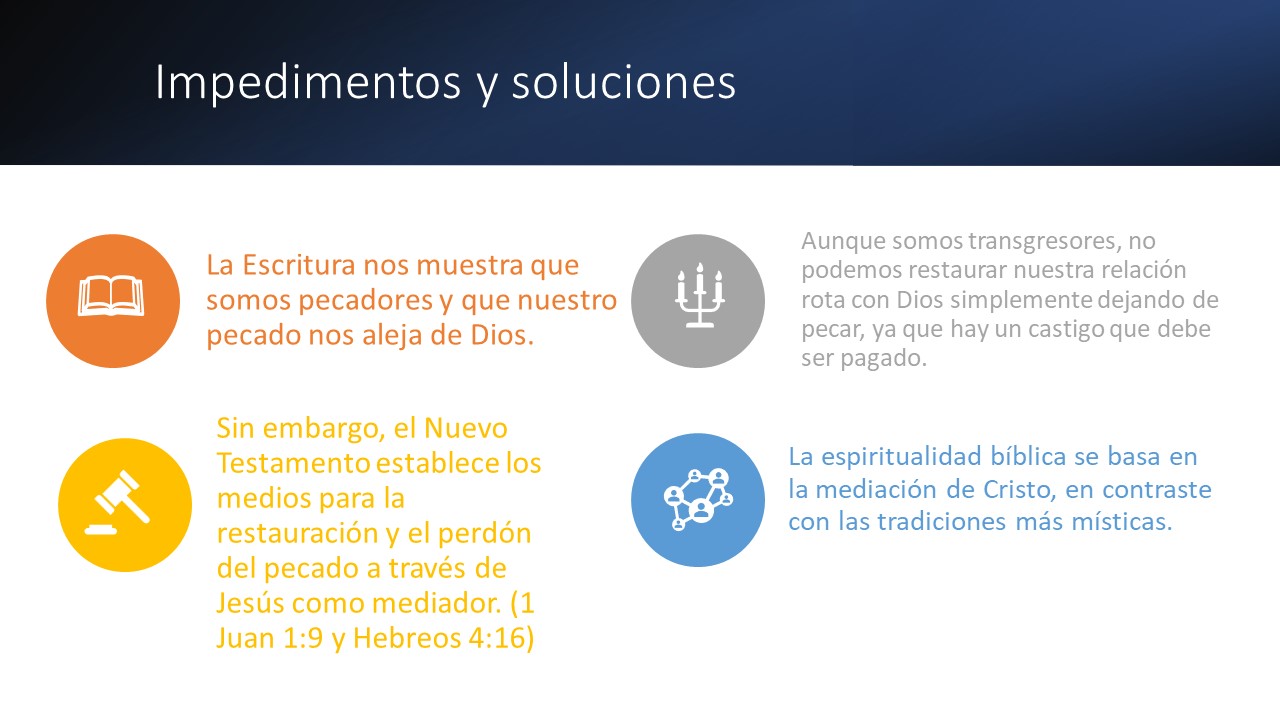 Impedimentos y soluciones
La Escritura nos muestra que
somos pecadores y que nuestro
pecado nos aleja de Dios.
Aunque somos transgresores, no
podemos restaurar nuestra relación
rota con Dios simplemente dejando de
pecar, ya que hay un castigo que debe
ser pagado.
Sin embargo, el Nuevo
Testamento establece los
medios para la
restauración y el perdón
del pecado a través de
Jesús como mediador. (1
Juan 1:9 y Hebreos 4:16)
La espiritualidad bíblica se basa en
la mediación de Cristo, en contraste
con las tradiciones más místicas.